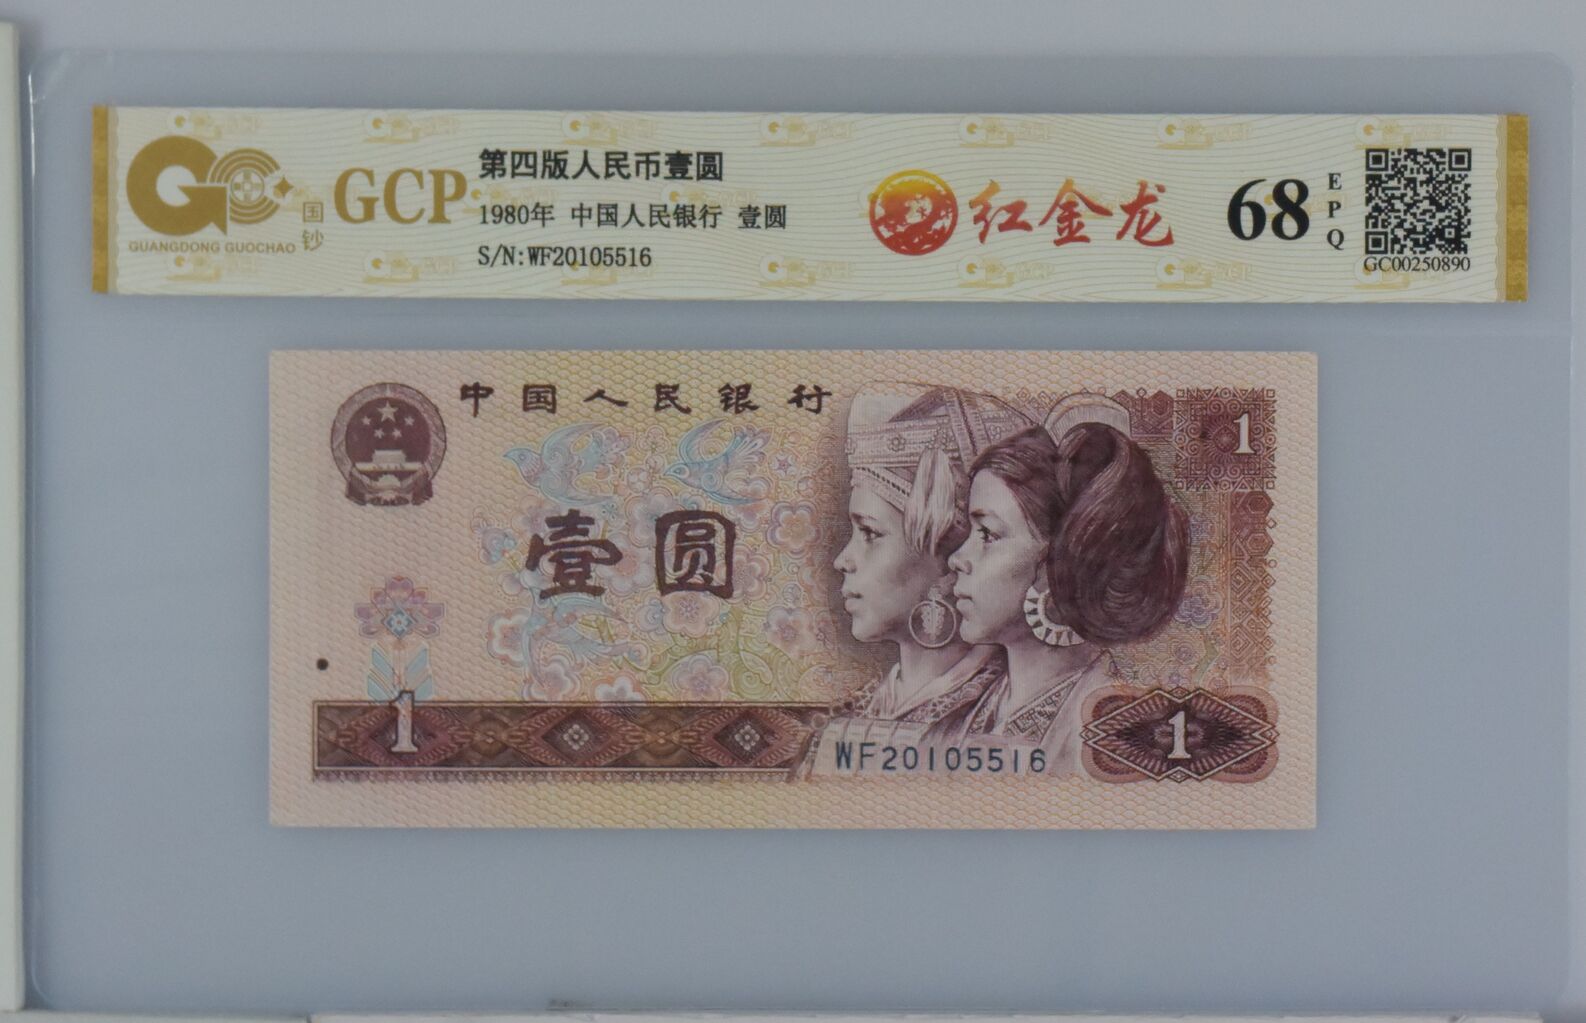 GCP
国钞
GUANGDONG GUOCHAO
第四版人民币壹圆
1980年 中国人民银行 壹圆
S/N:WF20105516
红金龙
68
EPQ
GC00250890
中国人民银行
1
壹圆
1
WF20105516
1